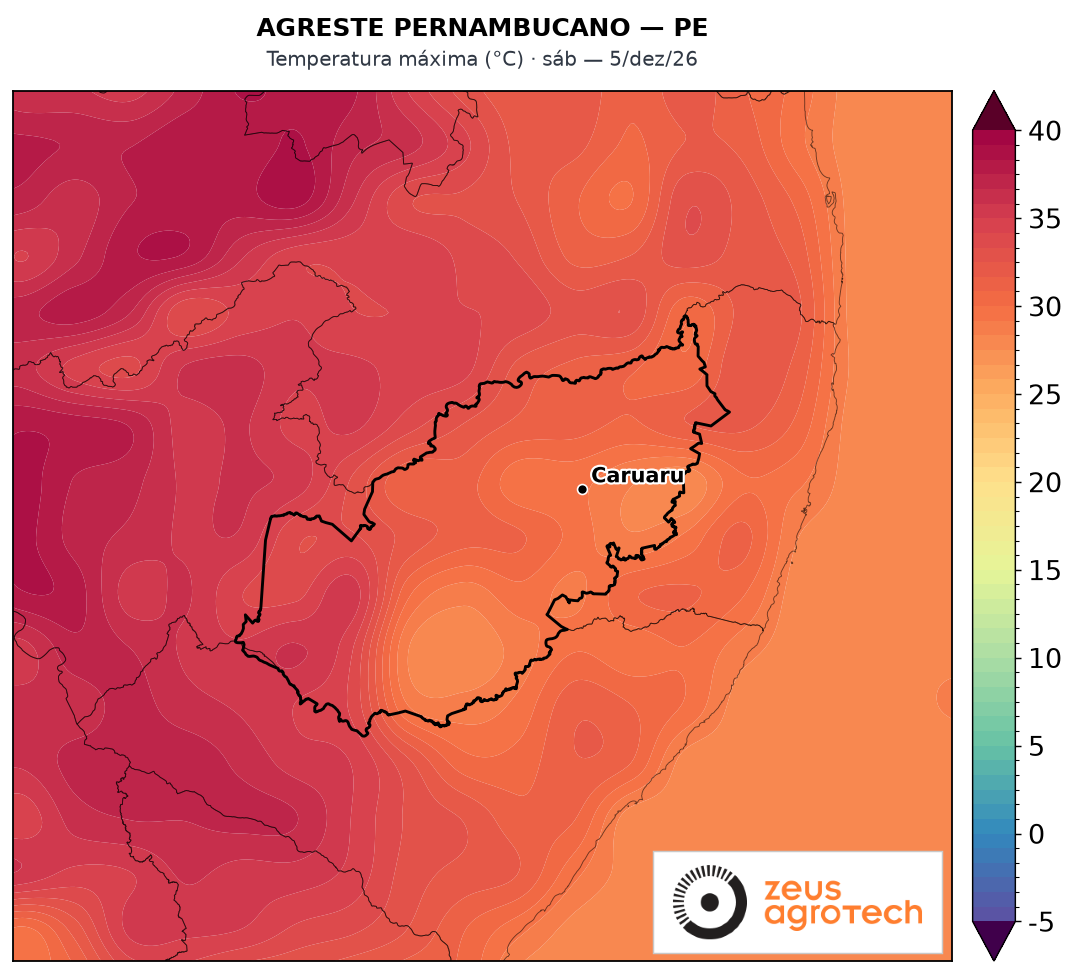 AGRESTE PERNAMBUCANO — PE
Temperatura máxima (°C) · sáb — 5/dez/26
Caruaru
40
35
30
25
20
15
10
5
0
-5
zeus
agrotech